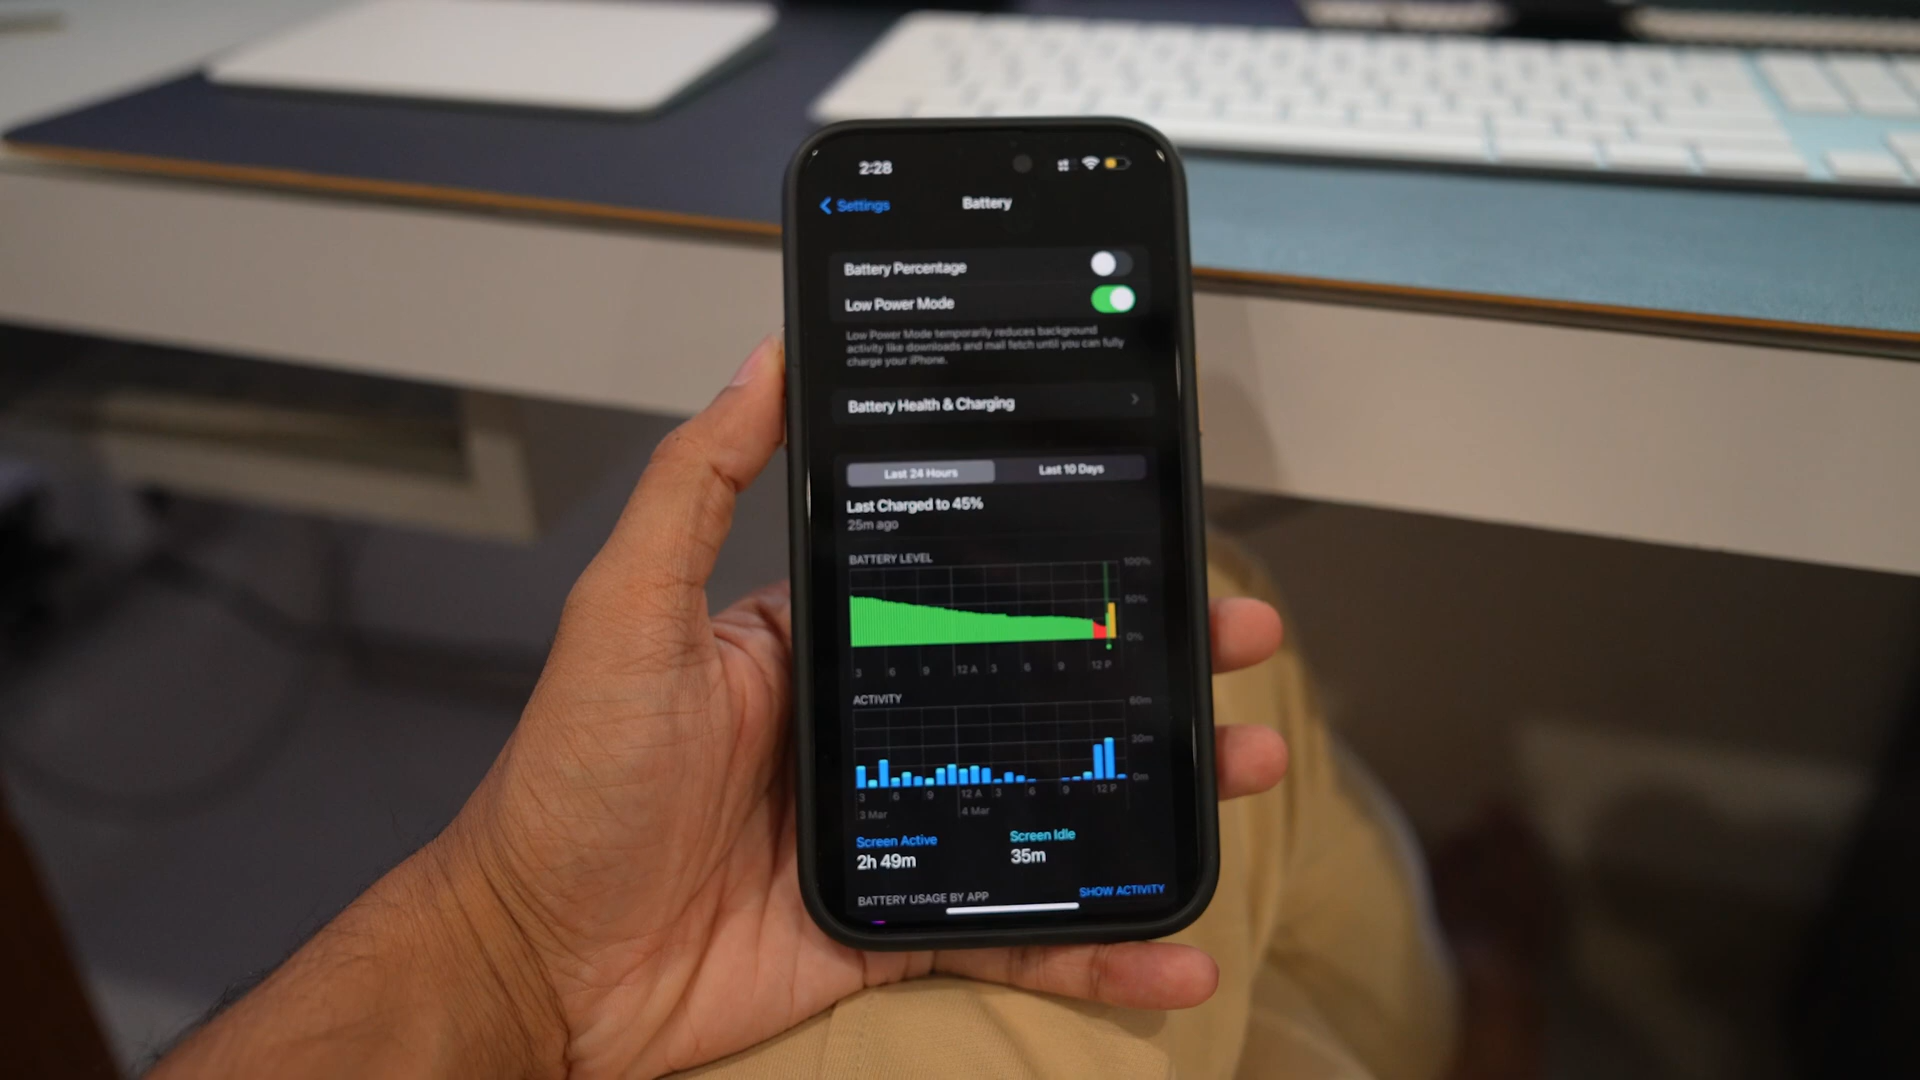 2:28
Settings
Battery
Battery Percentage
Low Power Mode
Low Power Mode temporarily reduces background
activity like downloads and mail fetch until you can fully
charge your iPhone.
Battery Health & Charging
Last 24 Hours Last 10 Days
Last Charged to 45%
25m ago
BATTERY LEVEL
100%
50%
0%
3 6 9 12 A 3 6 9 12 P
ACTIVITY
60m
30m
0m
3 6 9 12 A 3 6 9 12 P
3 Mar 4 Mar
Screen Active Screen Idle
2h 49m 35m
BATTERY USAGE BY APP SHOW ACTIVITY